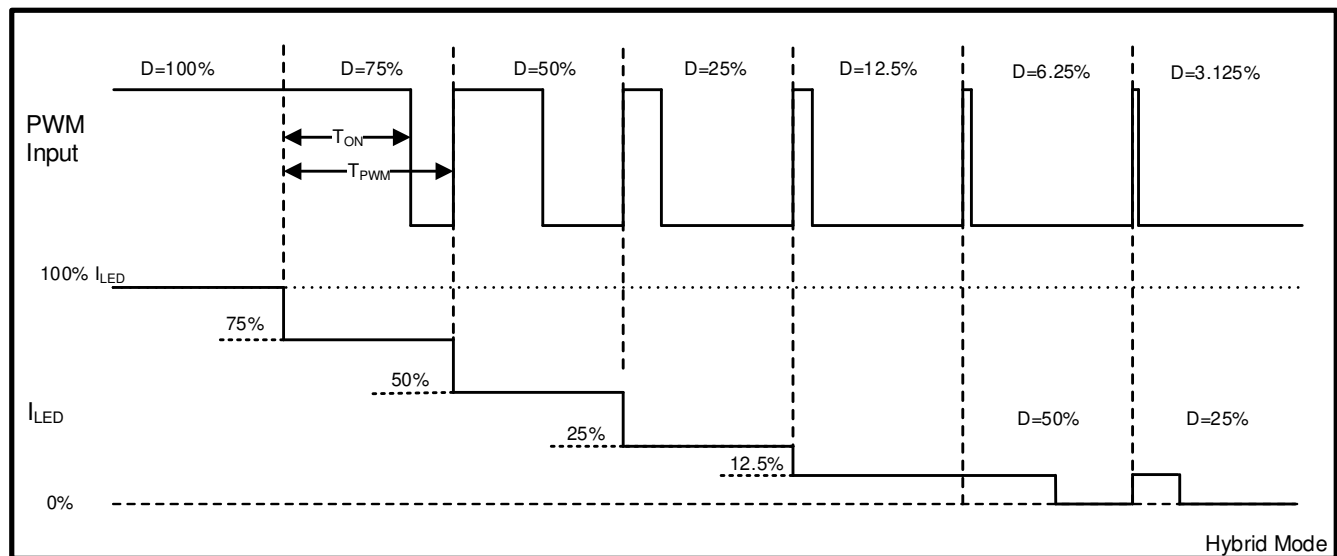 D=100%
D=75%
D=50%
D=25%
D=12.5%
D=6.25%
D=3.125%
PWM
Input
TON
TPWM
100% ILED
75%
50%
ILED
25%
12.5%
D=50%
D=25%
0%
Hybrid Mode